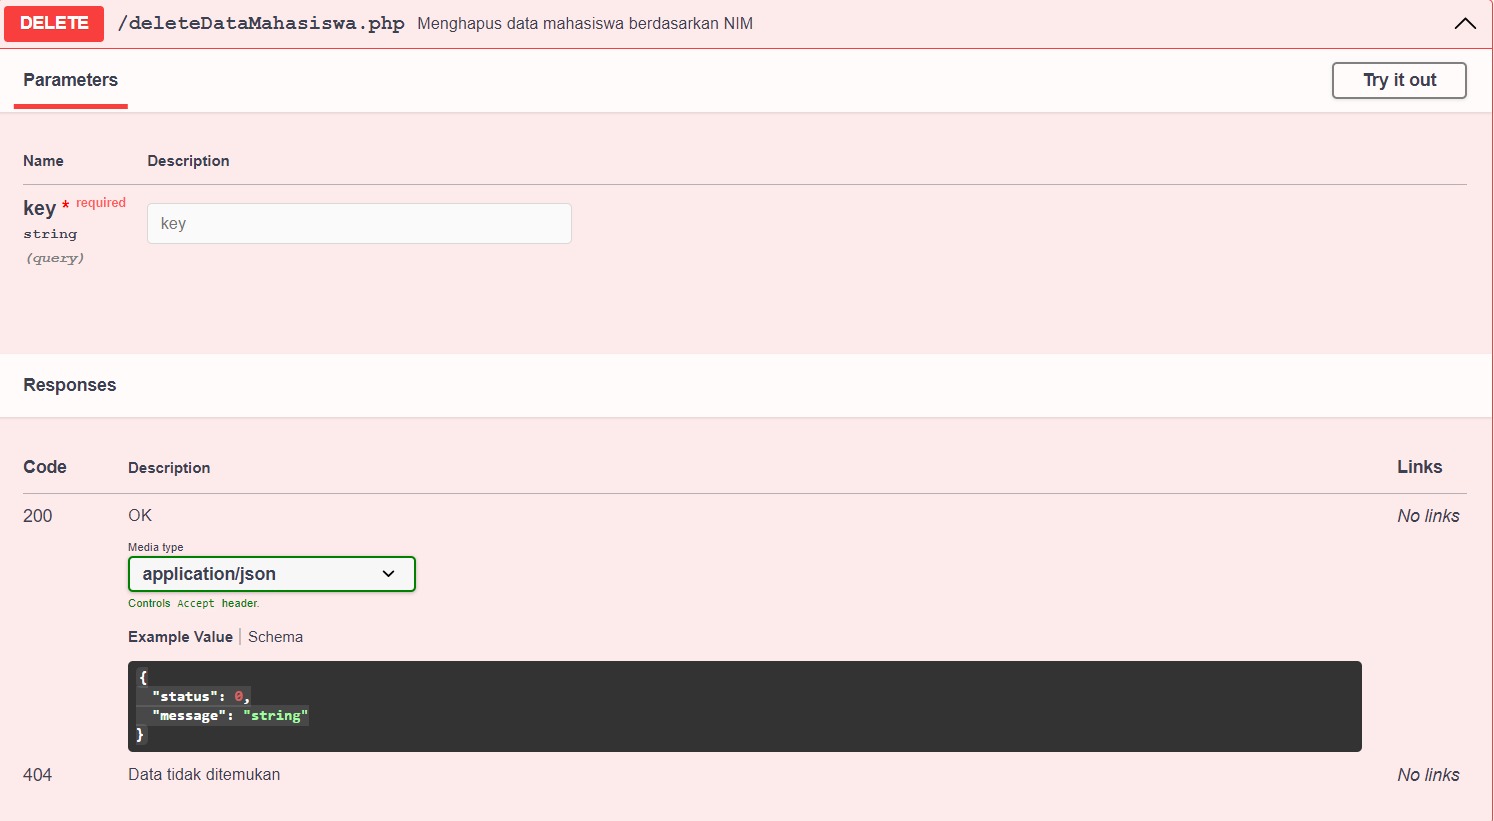 DELETE /deleteDataMahasiswa.php Menghapus data mahasiswa berdasarkan NIM
Parameters Try it out
Name Description
key * required key
string
(query)
Responses
Code Description Links
200 OK No links
Media type
application/json
Controls Accept header.
Example Value Schema
{
"status": 0,
"message": "string"
}
404 Data tidak ditemukan No links